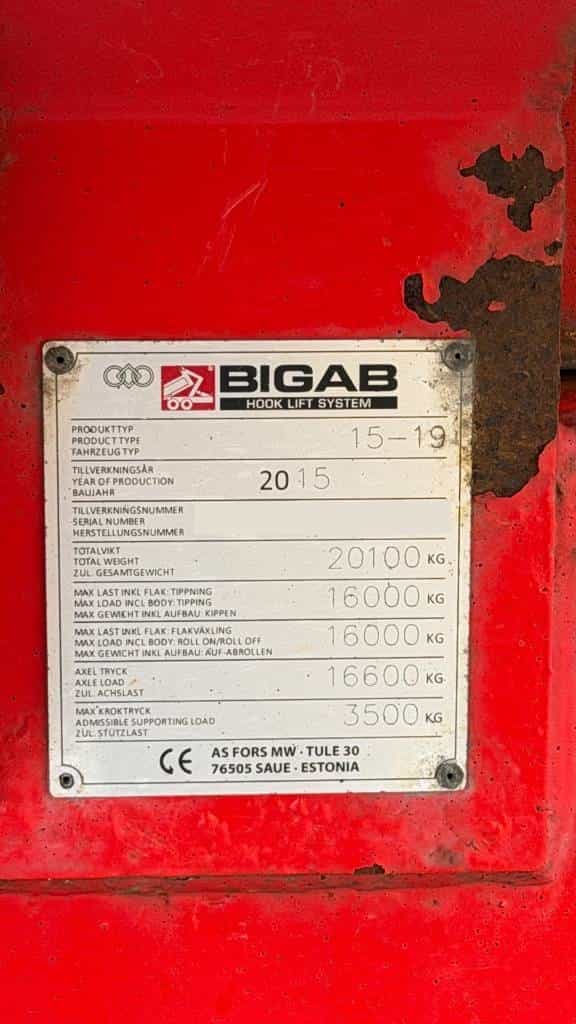 BIGAB
HOOK LIFT SYSTEM
PRODUKTTYP
PRODUCT TYPE
FAHRZEUG TYP
15-19
TILLVERKNINGSÅR
YEAR OF PRODUCTION
BAUJAHR
2015
TILLVERKNINGSNUMMER
SERIAL NUMBER
HERSTELLUNGSNUMMER
TOTALVIKT
TOTAL WEIGHT
ZUL. GESAMTGEWICHT
20100 KG
MAX LAST INKL FLAK: TIPPNING
MAX LOAD INCL BODY: TIPPING
MAX GEWICHT INKL AUFBAU: KIPPEN
16000 KG
MAX LAST INKL FLAK: FLAKVÄXLING
MAX LOAD INCL BODY: ROLL ON/ROLL OFF
MAX GEWICHT INKL AUFBAU: AUF-ABROLLEN
16000 KG
AXEL TRYCK
AXLE LOAD
ZUL. ACHSLAST
16600 KG
MAX KROKTRYCK
ADMISSIBLE SUPPORTING LOAD
ZUL. STÜTZLAST
3500 KG
CE
AS FORS MW · TULE 30
76505 SAUE · ESTONIA